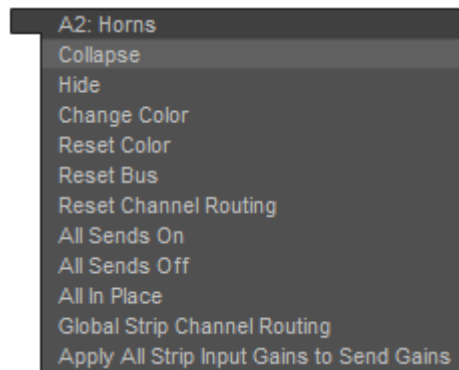 A2: Horns
Collapse
Hide
Change Color
Reset Color
Reset Bus
Reset Channel Routing
All Sends On
All Sends Off
All In Place
Global Strip Channel Routing
Apply All Strip Input Gains to Send Gains